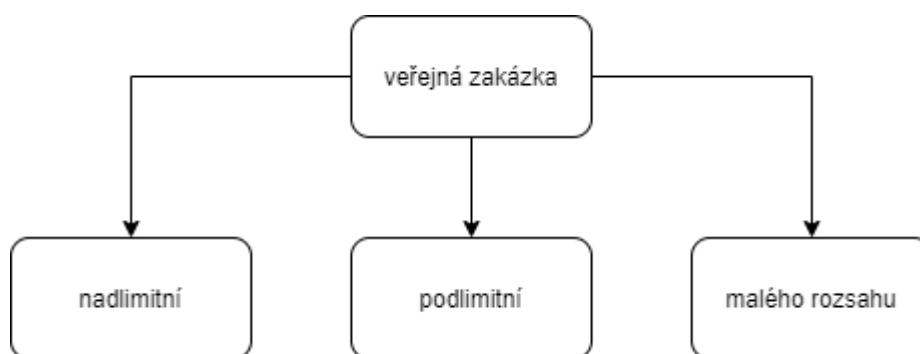 veřejná zakázka
nadlimitní
podlimitní
malého rozsahu